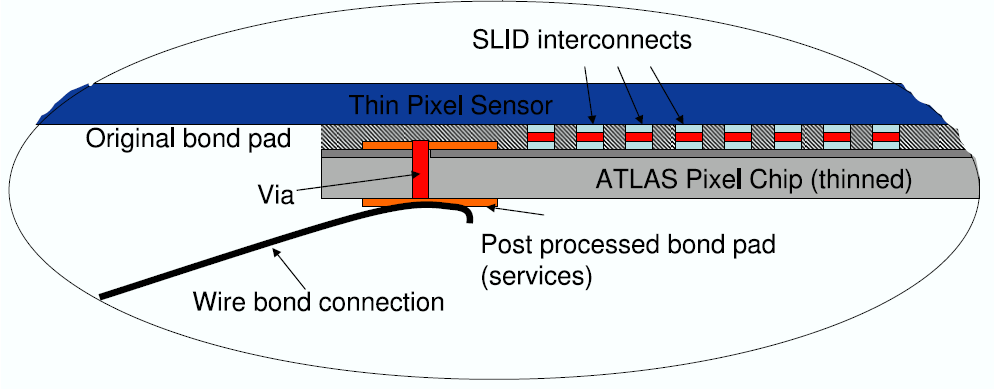 SLID interconnects
Thin Pixel Sensor
Original bond pad
ATLAS Pixel Chip (thinned)
Via
Post processed bond pad
(services)
Wire bond connection